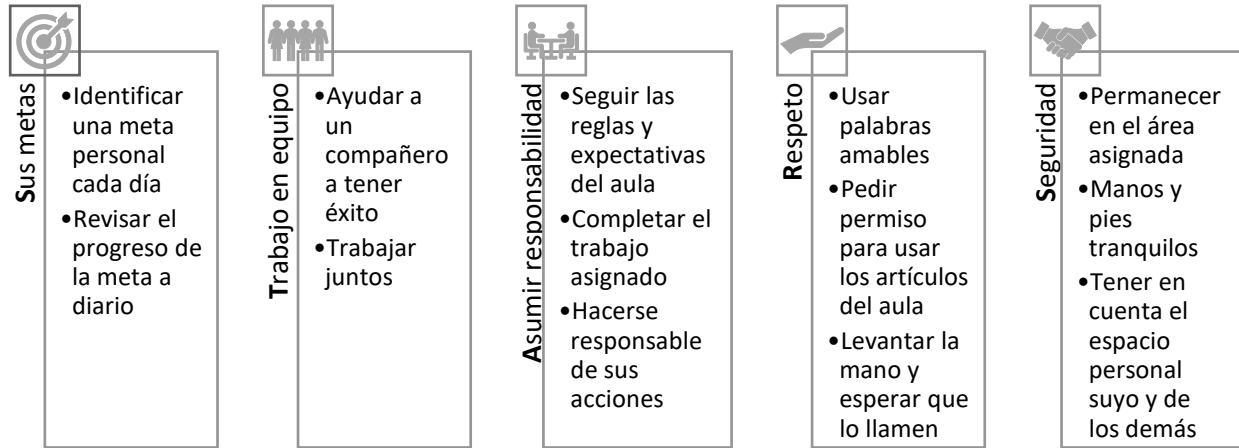 Sus metas
•Identificar
una meta
personal
cada día
•Revisar el
progreso de
la meta a
diario
Trabajo en equipo
•Ayudar a
un
compañero
a tener
éxito
•Trabajar
juntos
Asumir responsabilidad
•Seguir las
reglas y
expectativas
del aula
•Completar el
trabajo
asignado
•Hacerse
responsable
de sus
acciones
Respeto
•Usar
palabras
amables
•Pedir
permiso
para usar
los artículos
del aula
•Levantar la
mano y
esperar que
lo llamen
Seguridad
•Permanecer
en el área
asignada
•Manos y
pies
tranquilos
•Tener en
cuenta el
espacio
personal
suyo y de
los demás